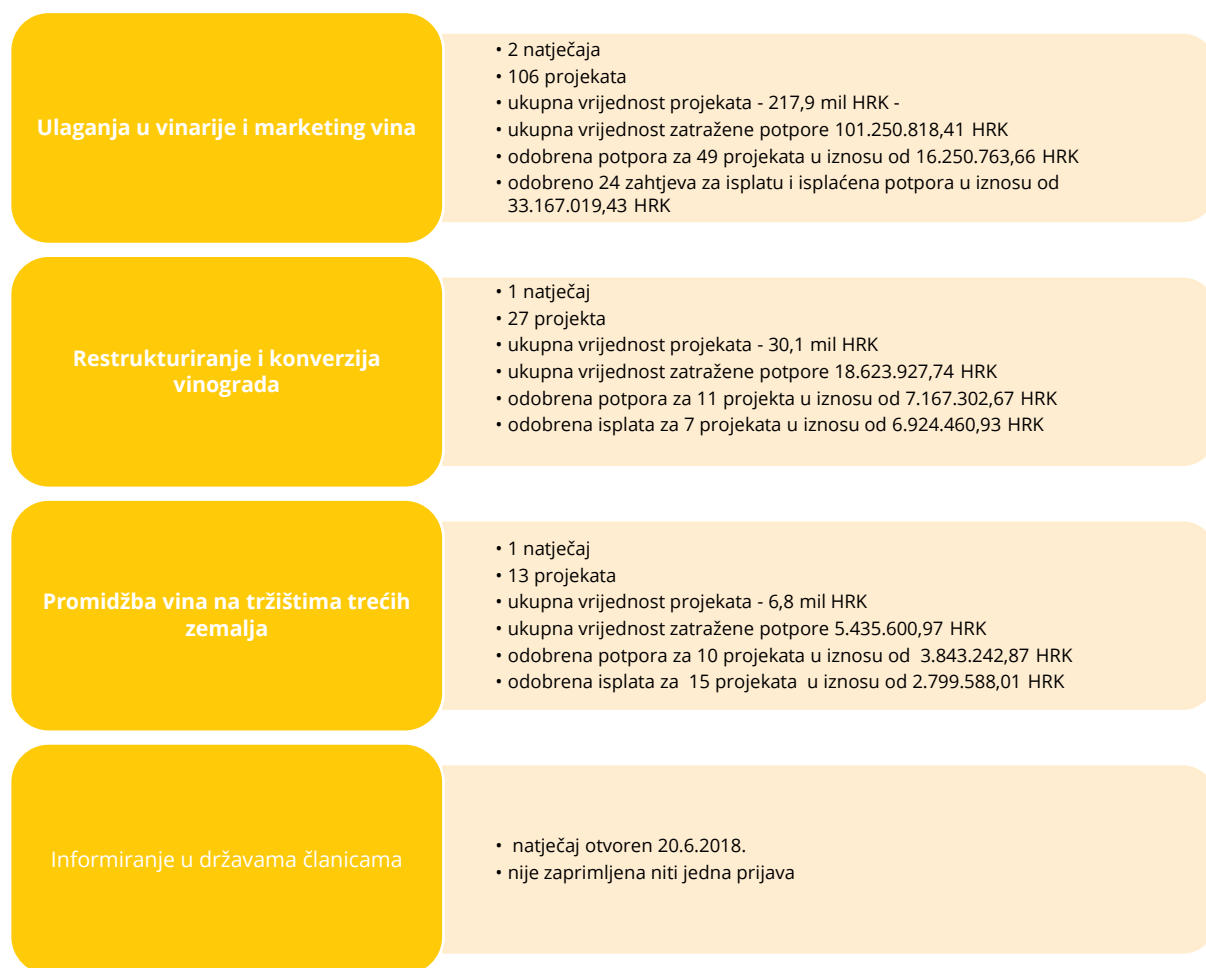 Ulaganja u vinarije i marketing vina
• 2 natječaja
• 106 projekata
• ukupna vrijednost projekata - 217,9 mil HRK -
• ukupna vrijednost zatražene potpore 101.250.818,41 HRK
• odobrena potpora za 49 projekata u iznosu od 16.250.763,66 HRK
• odobreno 24 zahtjeva za isplatu i isplaćena potpora u iznosu od
33.167.019,43 HRK
Restrukturiranje i konverzija
vinograda
• 1 natječaj
• 27 projekta
• ukupna vrijednost projekata - 30,1 mil HRK
• ukupna vrijednost zatražene potpore 18.623.927,74 HRK
• odobrena potpora za 11 projekta u iznosu od 7.167.302,67 HRK
• odobrena isplata za 7 projekata u iznosu od 6.924.460,93 HRK
Promidžba vina na tržištima trećih
zemalja
• 1 natječaj
• 13 projekata
• ukupna vrijednost projekata - 6,8 mil HRK
• ukupna vrijednost zatražene potpore 5.435.600,97 HRK
• odobrena potpora za 10 projekata u iznosu od 3.843.242,87 HRK
• odobrena isplata za 15 projekata u iznosu od 2.799.588,01 HRK
Informiranje u državama članicama
• natječaj otvoren 20.6.2018.
• nije zaprimljena niti jedna prijava